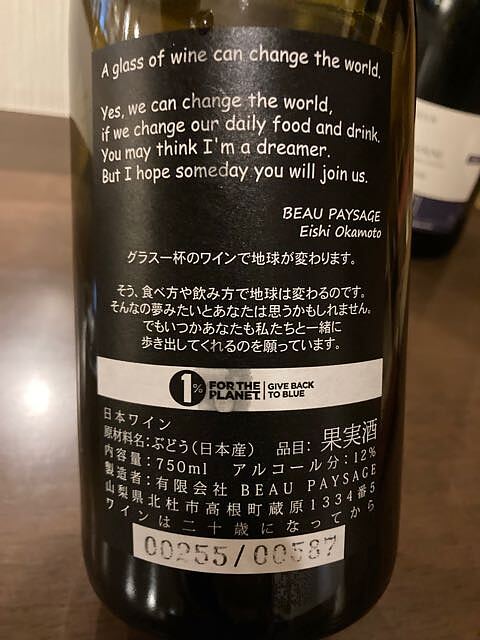 A glass of wine can change the world.
Yes, we can change the world,
if we change our daily food and drink.
You may think I'm a dreamer.
But I hope someday you will join us.
BEAU PAYSAGE
Eishi Okamoto
グラス一杯のワインで地球が変わります。
そう、食べ方や飲み方で地球は変わるのです。
そんなの夢みたいとあなたは思うかもしれません。
でもいつかあなたも私たちと一緒に
歩き出してくれるのを願っています。
1% FOR THE PLANET. GIVE BACK TO BLUE
日本ワイン
原材料名:ぶどう(日本産) 品目: 果実酒
内容量:750ml アルコール分:12%
製造者:有限会社 BEAU PAYSAGE
山梨県北杜市高根町蔵原1334番5
ワインは二十歳になってから
00255/00587